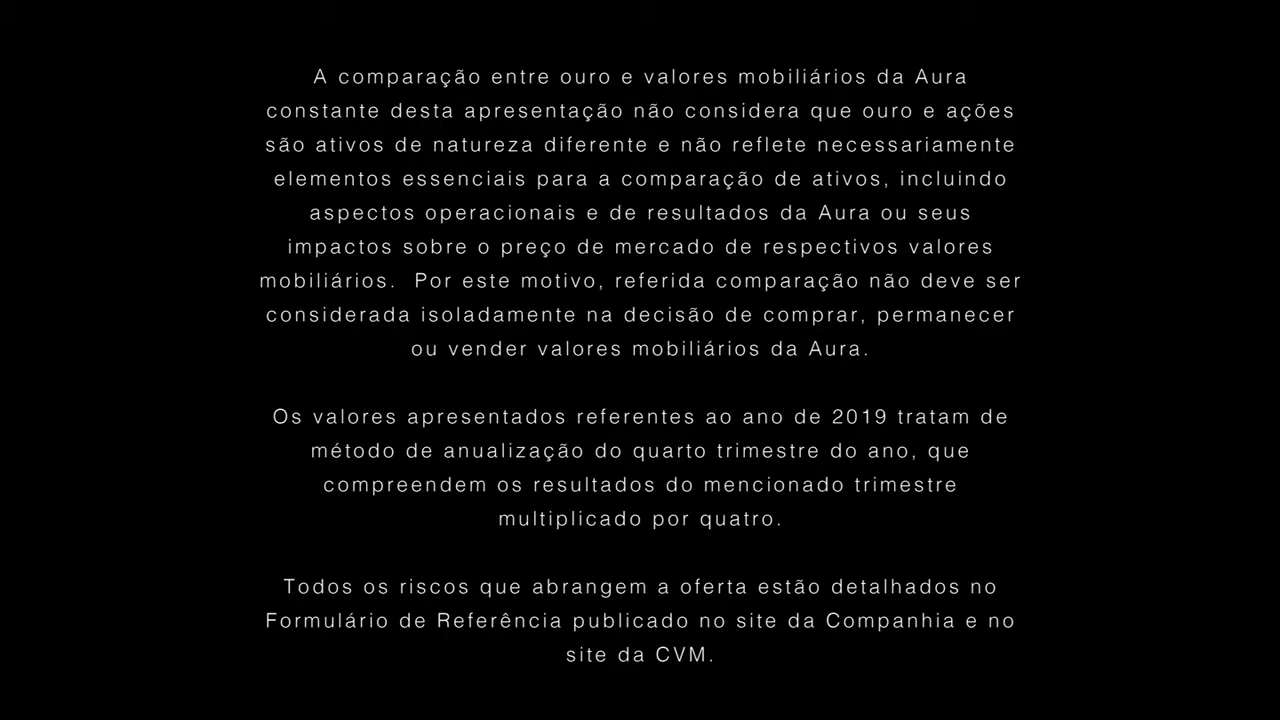 A comparação entre ouro e valores mobiliários da Aura
constante desta apresentação não considera que ouro e ações
são ativos de natureza diferente e não reflete necessariamente
elementos essenciais para a comparação de ativos, incluindo
aspectos operacionais e de resultados da Aura ou seus
impactos sobre o preço de mercado de respectivos valores
mobiliários.  Por este motivo, referida comparação não deve ser
considerada isoladamente na decisão de comprar, permanecer
ou vender valores mobiliários da Aura.
Os valores apresentados referentes ao ano de 2019 tratam de
método de anualização do quarto trimestre do ano, que
compreendem os resultados do mencionado trimestre
multiplicado por quatro.
Todos os riscos que abrangem a oferta estão detalhados no
Formulário de Referência publicado no site da Companhia e no
site da CVM.